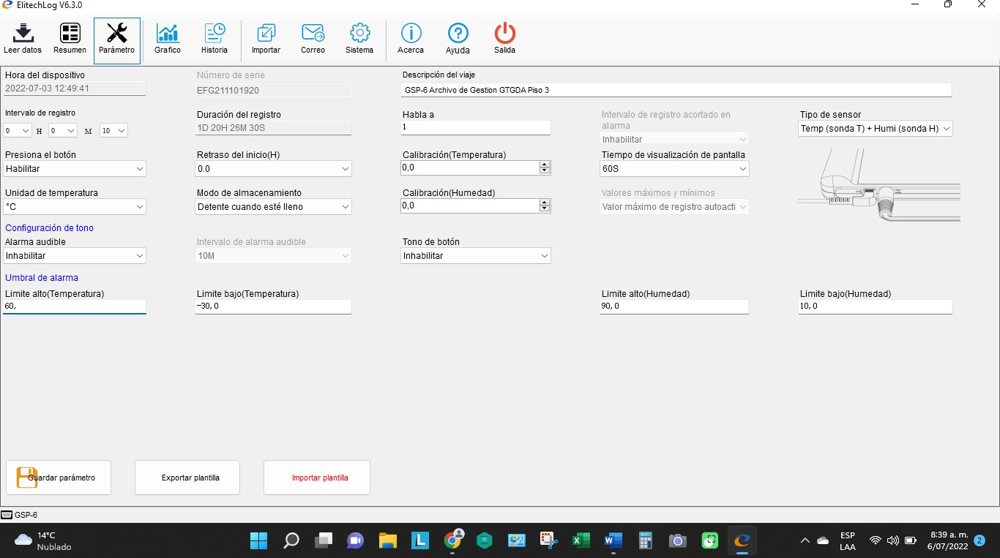 ElitechLog V6.3.0
Leer datos Resumen Parámetro Grafico Historia Importar Correo Sistema Acerca Ayuda Salida
Hora del dispositivo Número de serie Descripción del viaje
2022-07-03 12:49:41 EFG211101920 GSP-6 Archivo de Gestion GTGDA Piso 3
Intervalo de registro Duración del registro Habla a Intervalo de registro acortado en alarma Tipo de sensor
0 H 0 M 10 1D 20H 26M 30S 1 Inhabilitar Temp (sonda T) + Humi (sonda H)
Presiona el botón Retraso del inicio(H) Calibración(Temperatura) Tiempo de visualización de pantalla
Habilitar 0.0 0,0 60S
Unidad de temperatura Modo de almacenamiento Calibración(Humedad) Valores máximos y mínimos
°C Detente cuando esté lleno 0,0 Valor máximo de registro autoacti
Configuración de tono
Alarma audible Intervalo de alarma audible Tono de botón
Inhabilitar 10M Inhabilitar
Umbral de alarma
Limite alto(Temperatura) Limite bajo(Temperatura) Limite alto(Humedad) Limite bajo(Humedad)
60, -30,0 90,0 10,0
Guardar parámetro Exportar plantilla Importar plantilla
GSP-6
14°C
Nublado
ESP
LAA
8:39 a. m.
6/07/2022
2